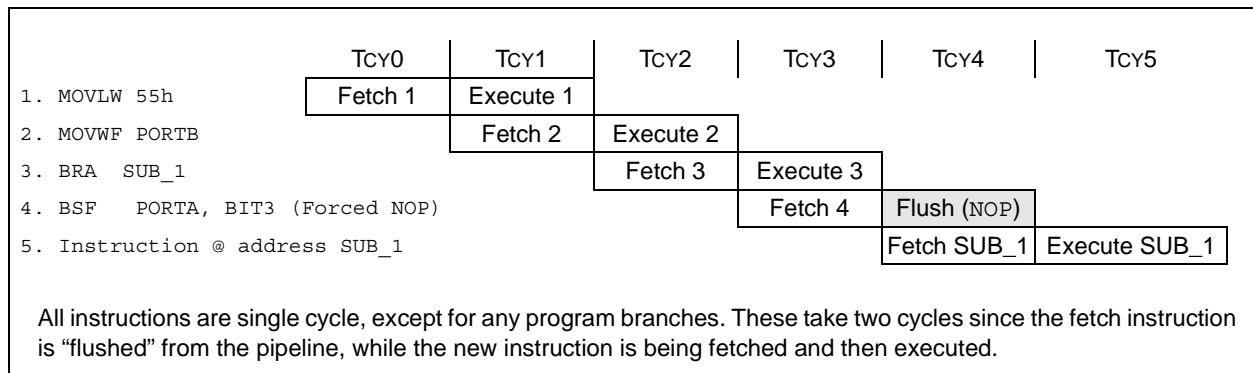 TCY0 TCY1 TCY2 TCY3 TCY4 TCY5
1. MOVLW 55h Fetch 1 Execute 1
2. MOVWF PORTB Fetch 2 Execute 2
3. BRA SUB_1 Fetch 3 Execute 3
4. BSF PORTA, BIT3 (Forced NOP) Fetch 4 Flush (NOP)
5. Instruction @ address SUB_1 Fetch SUB_1 Execute SUB_1
All instructions are single cycle, except for any program branches. These take two cycles since the fetch instruction
is “flushed” from the pipeline, while the new instruction is being fetched and then executed.